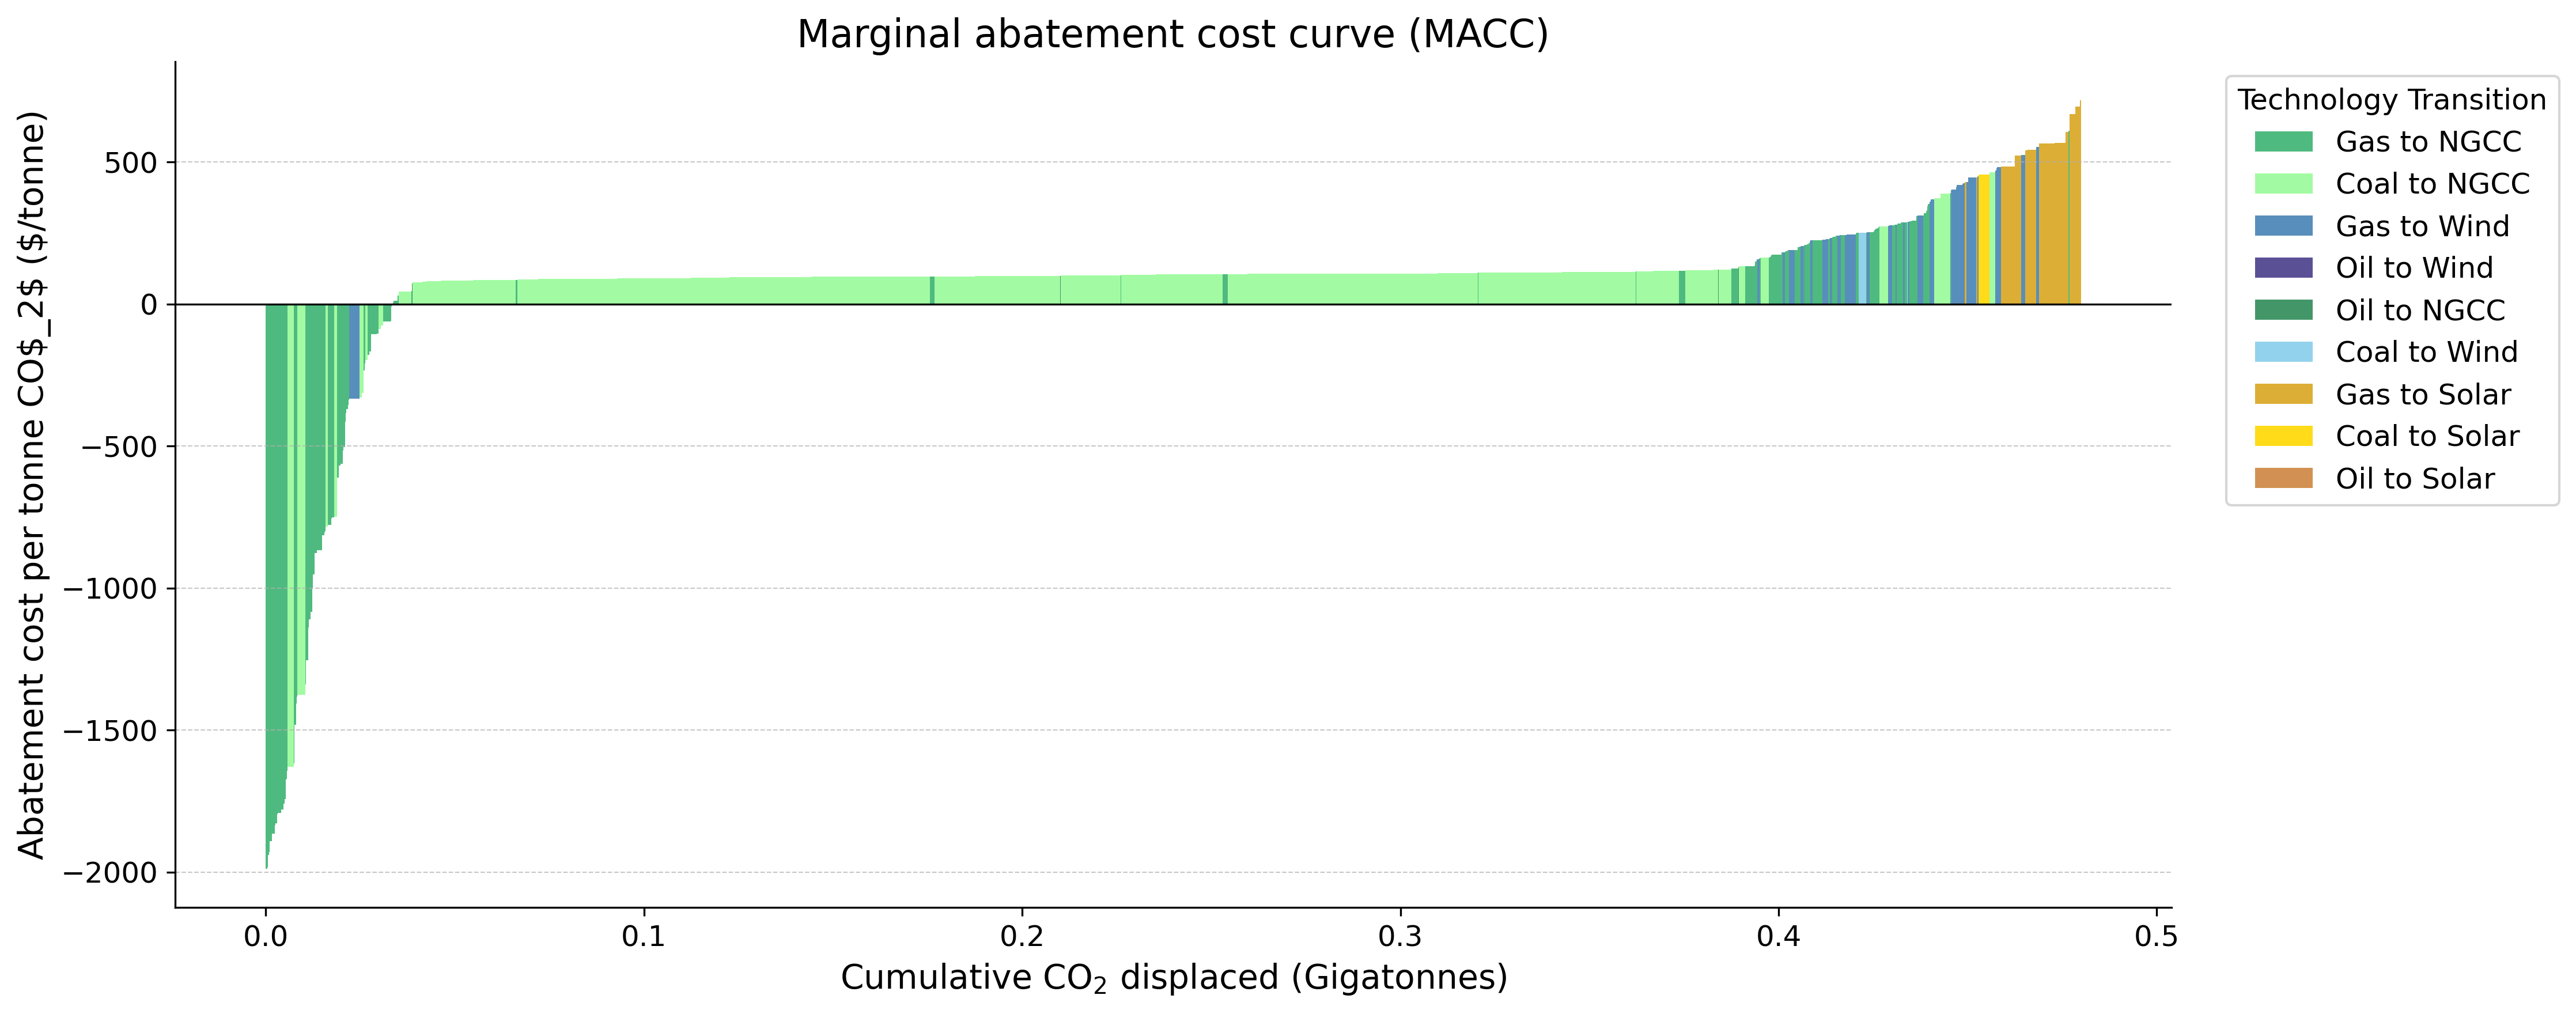 Marginal abatement cost curve (MACC)
Abatement cost per tonne CO$_2$ ($/tonne)
500
0
−500
−1000
−1500
−2000
0.0
0.1
0.2
0.3
0.4
0.5
Cumulative CO₂ displaced (Gigatonnes)
Technology Transition
Gas to NGCC
Coal to NGCC
Gas to Wind
Oil to Wind
Oil to NGCC
Coal to Wind
Gas to Solar
Coal to Solar
Oil to Solar